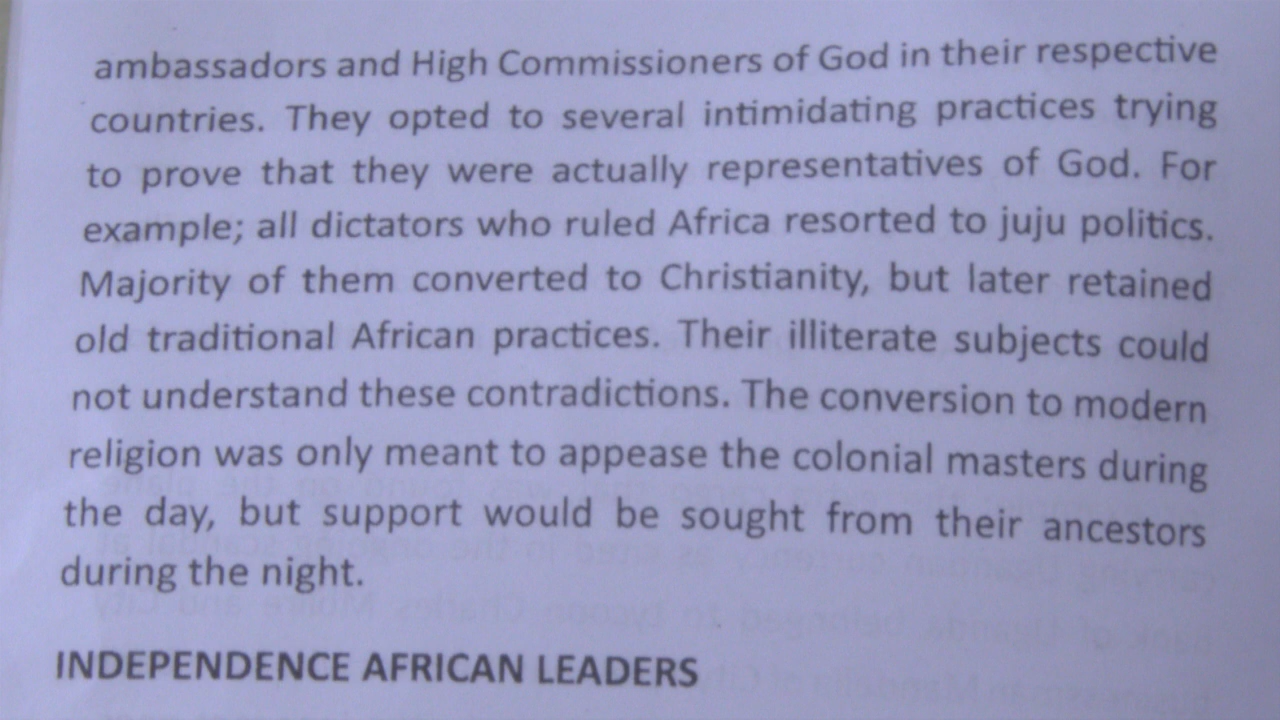 ambassadors and High Commissioners of God in their respective
countries. They opted to several intimidating practices trying
to prove that they were actually representatives of God. For
example; all dictators who ruled Africa resorted to juju politics.
Majority of them converted to Christianity, but later retained
old traditional African practices. Their illiterate subjects could
not understand these contradictions. The conversion to modern
religion was only meant to appease the colonial masters during
the day, but support would be sought from their ancestors
during the night.
INDEPENDENCE AFRICAN LEADERS